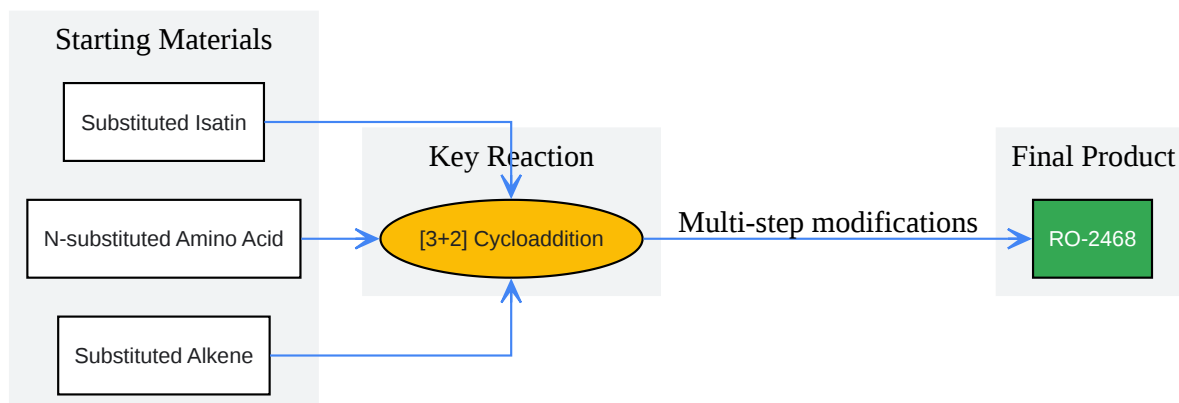 Starting Materials
Substituted Isatin
N-substituted Amino Acid
Substituted Alkene
Key Reaction
[3+2] Cycloaddition
Multi-step modifications
Final Product
RO-2468